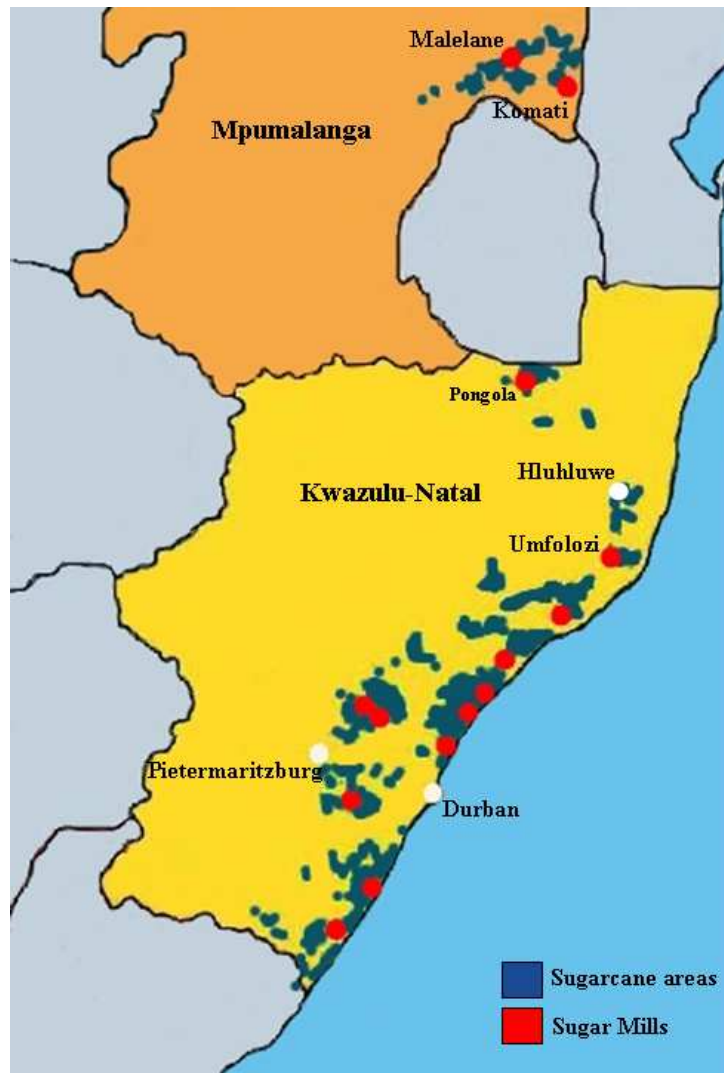 Malelane
Komati
Mpumalanga
Pongola
Hluhluwe
Kwazulu-Natal
Umfolozi
Pietermaritzburg
Durban
Sugarcane areas
Sugar Mills